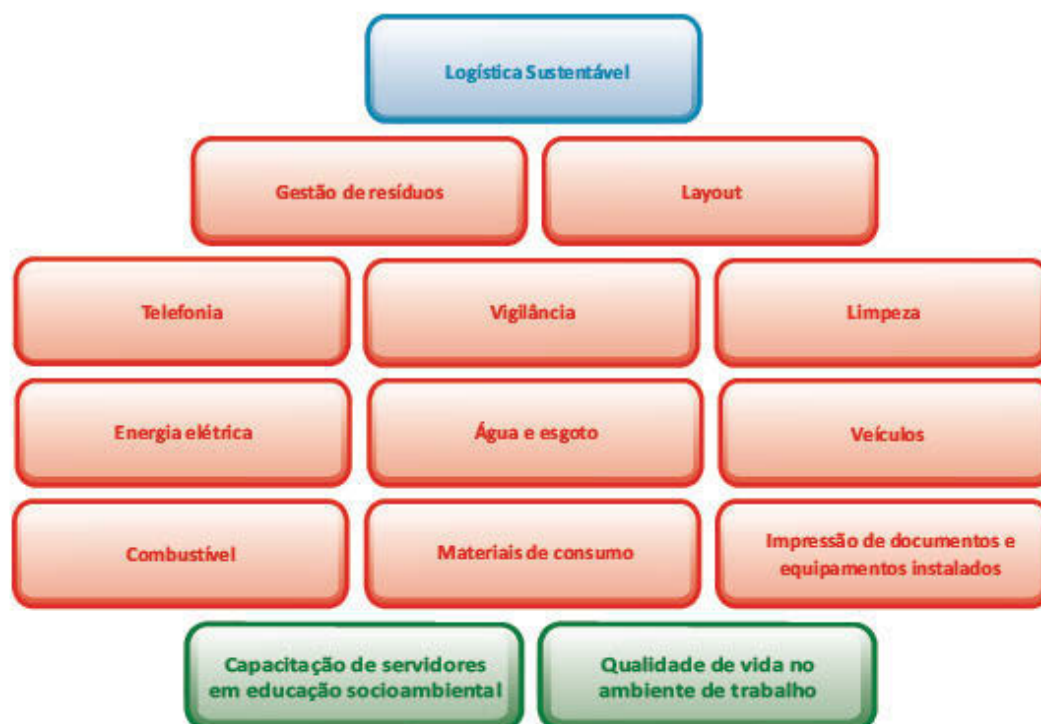 Logística Sustentável
Gestão de resíduos
Layout
Telefonia
Vigilância
Limpeza
Energia elétrica
Água e esgoto
Veículos
Combustível
Materiais de consumo
Impressão de documentos e
equipamentos instalados
Capacitação de servidores
em educação socioambiental
Qualidade de vida no
ambiente de trabalho